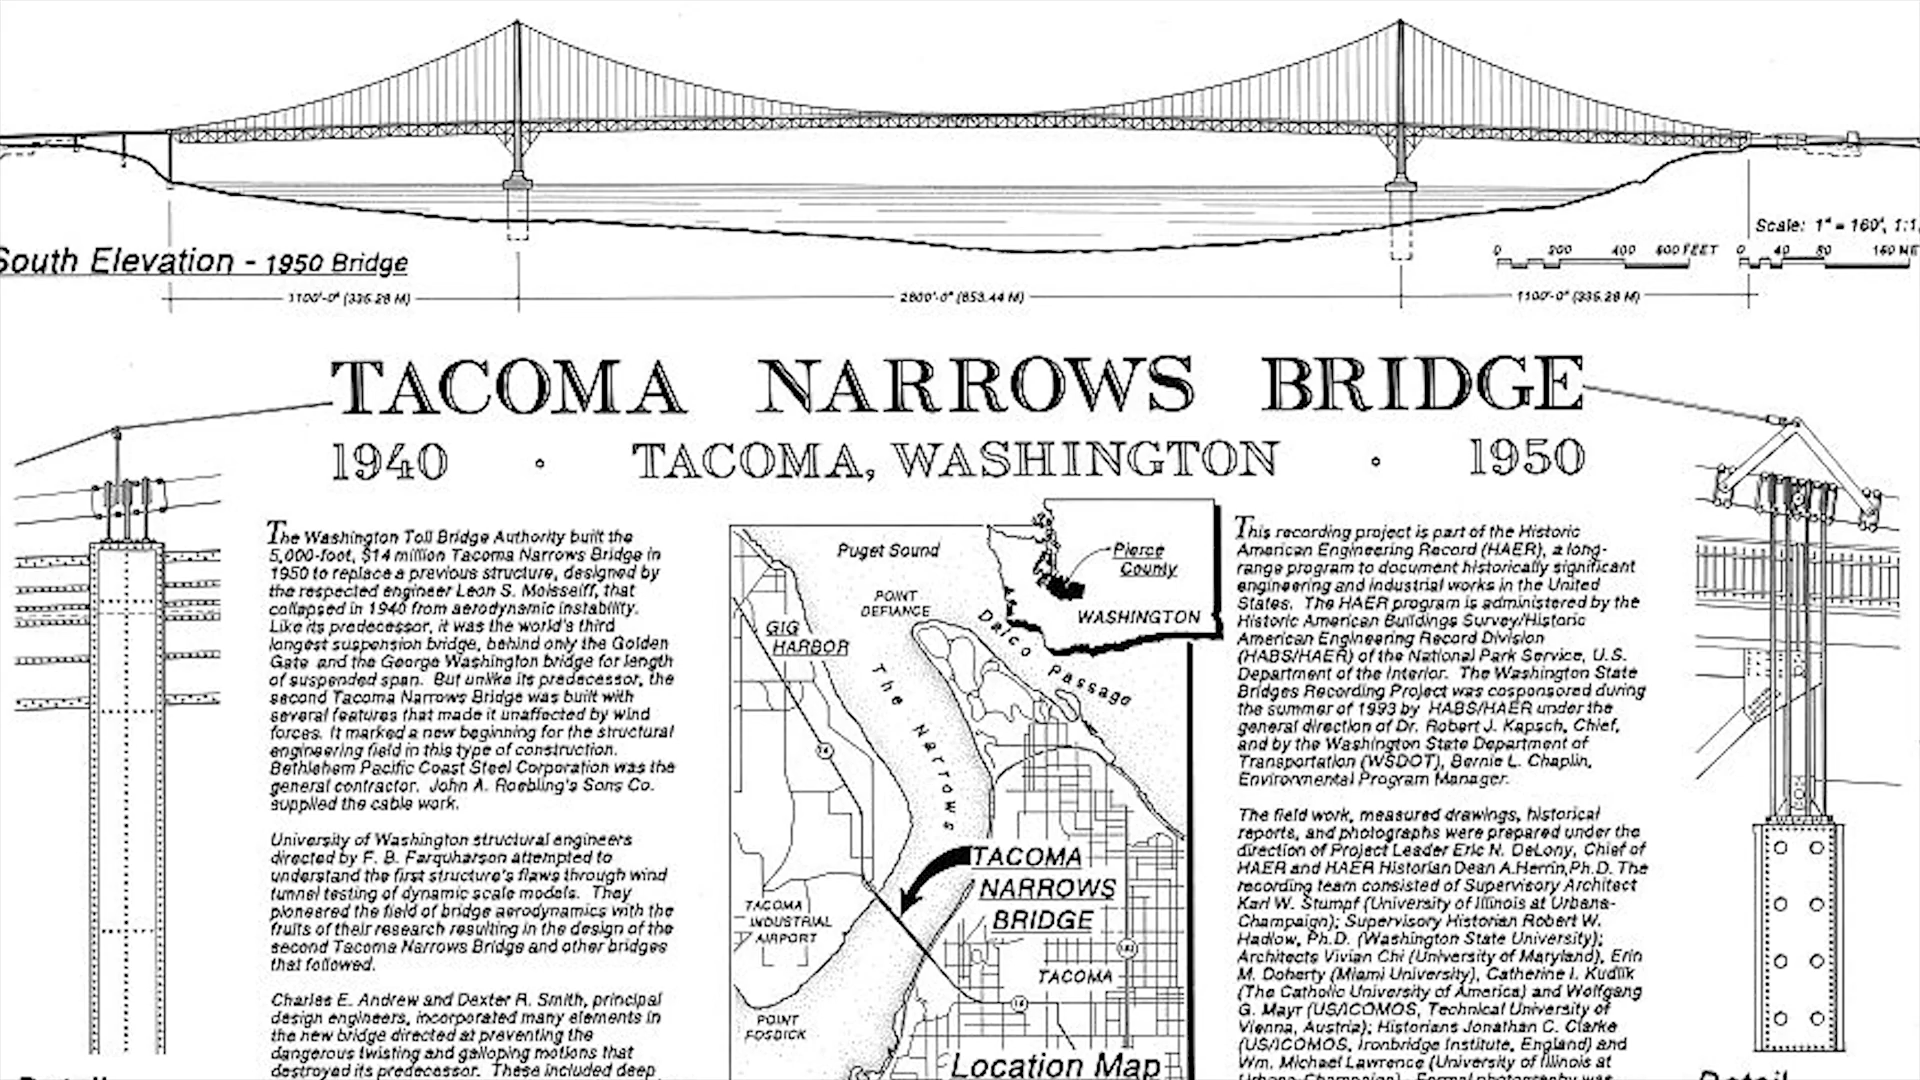 South Elevation - 1950 Bridge
Scale: 1" = 160', 1:1
0 200 400 600 FEET
0 40 80 160 ME
1100'-0" (335.28 M)
2800'-0" (853.44 M)
1100'-0" (335.28 M)
TACOMA NARROWS BRIDGE
1940 • TACOMA, WASHINGTON • 1950
The Washington Toll Bridge Authority built the
5,000-foot, $14 million Tacoma Narrows Bridge in
1950 to replace a previous structure, designed by
the respected engineer Leon S. Moisseiff, that
collapsed in 1940 from aerodynamic instability.
Like its predecessor, it was the world's third
longest suspension bridge, behind only the Golden
Gate and the George Washington bridge for length
of suspended span. But unlike its predecessor, the
second Tacoma Narrows Bridge was built with
several features that made it unaffected by wind
forces. It marked a new beginning for the structural
engineering field in this type of construction.
Bethlehem Pacific Coast Steel Corporation was the
general contractor. John A. Roebling's Sons Co.
supplied the cable work.
University of Washington structural engineers
directed by F. B. Farquharson attempted to
understand the first structure's flaws through wind
tunnel testing of dynamic scale models. They
pioneered the field of bridge aerodynamics with the
fruits of their research resulting in the design of the
second Tacoma Narrows Bridge and other bridges
that followed.
Charles E. Andrew and Dexter R. Smith, principal
design engineers, incorporated many elements in
the new bridge directed at preventing the
dangerous twisting and galloping motions that
destroyed its predecessor. These included deep
Puget Sound
POINT
DEFIANCE
GIG
HARBOR
Dalco Passage
The Narrows
Pierce
County
WASHINGTON
16
TACOMA
NARROWS
BRIDGE
TACOMA
INDUSTRIAL
AIRPORT
TACOMA
163
16
POINT
FOSDICK
Location Map
This recording project is part of the Historic
American Engineering Record (HAER), a long-
range program to document historically significant
engineering and industrial works in the United
States. The HAER program is administered by the
Historic American Buildings Survey/Historic
American Engineering Record Division
(HABS/HAER) of the National Park Service, U.S.
Department of the Interior. The Washington State
Bridges Recording Project was cosponsored during
the summer of 1993 by HABS/HAER under the
general direction of Dr. Robert J. Kapsch, Chief,
and by the Washington State Department of
Transportation (WSDOT), Bernie L. Chaplin,
Environmental Program Manager.
The field work, measured drawings, historical
reports, and photographs were prepared under the
direction of Project Leader Eric N. DeLony, Chief of
HAER and HAER Historian Dean A.Herrin,Ph.D. The
recording team consisted of Supervisory Architect
Karl W. Stumpf (University of Illinois at Urbana-
Champaign); Supervisory Historian Robert W.
Hadlow, Ph.D. (Washington State University);
Architects Vivian Chi (University of Maryland), Erin
M. Doherty (Miami University), Catherine I. Kudlik
(The Catholic University of America) and Wolfgang
G. Mayr (US/ICOMOS, Technical University of
Vienna, Austria); Historians Jonathan C. Clarke
(US/ICOMOS, Ironbridge Institute, England) and
Wm. Michael Lawrence (University of Illinois at